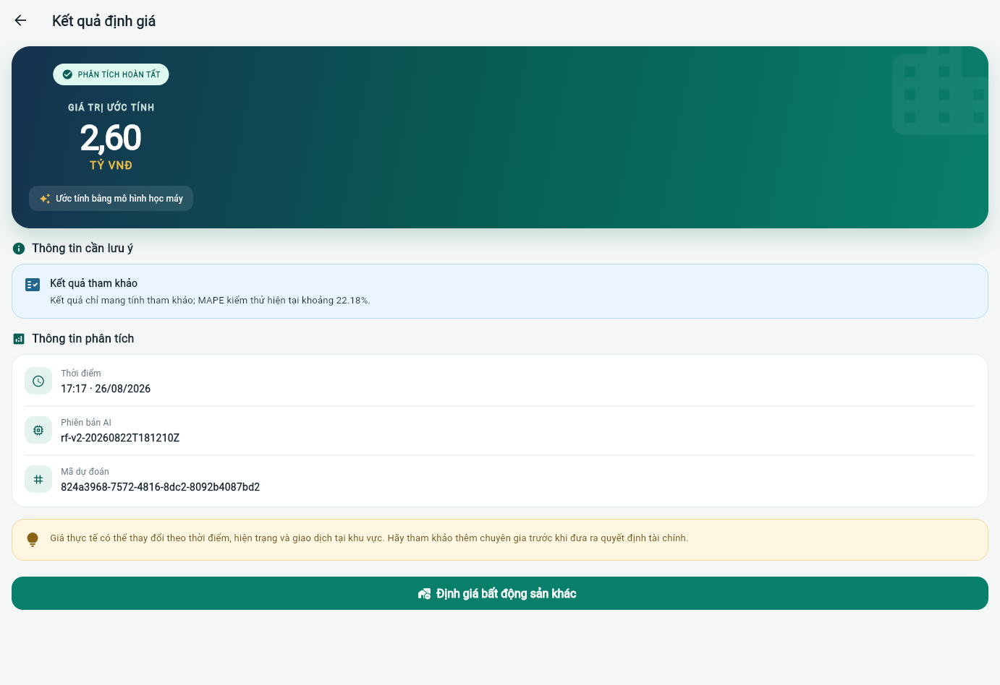 Kết quả định giá
PHÂN TÍCH HOÀN TẤT
GIÁ TRỊ ƯỚC TÍNH
2,60
TỶ VNĐ
Ước tính bằng mô hình học máy
Thông tin cần lưu ý
Kết quả tham khảo
Kết quả chỉ mang tính tham khảo; MAPE kiểm thử hiện tại khoảng 22.18%.
Thông tin phân tích
Thời điểm
17:17 · 26/08/2026
Phiên bản AI
rf-v2-20260822T181210Z
Mã dự đoán
824a3968-7572-4816-8dc2-8092b4087bd2
Giá thực tế có thể thay đổi theo thời điểm, hiện trạng và giao dịch tại khu vực. Hãy tham khảo thêm chuyên gia trước khi đưa ra quyết định tài chính.
Định giá bất động sản khác